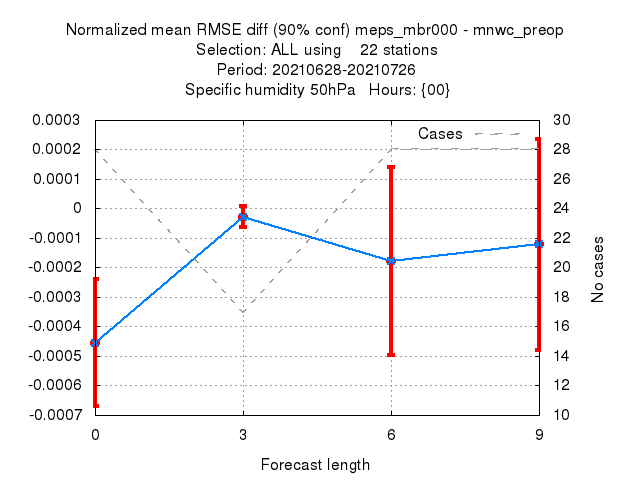 Normalized mean RMSE diff (90% conf) meps_mbr000 - mnwc_preop
Selection: ALL using 22 stations
Period: 20210628-20210726
Specific humidity 50hPa Hours: {00}
Cases
0.0003 30
0.0002 28
0.0001 26
0 24
-0.0001 22
-0.0002 20
-0.0003 18
-0.0004 16
-0.0005 14
-0.0006 12
-0.0007 10
No cases
0 3 6 9
Forecast length